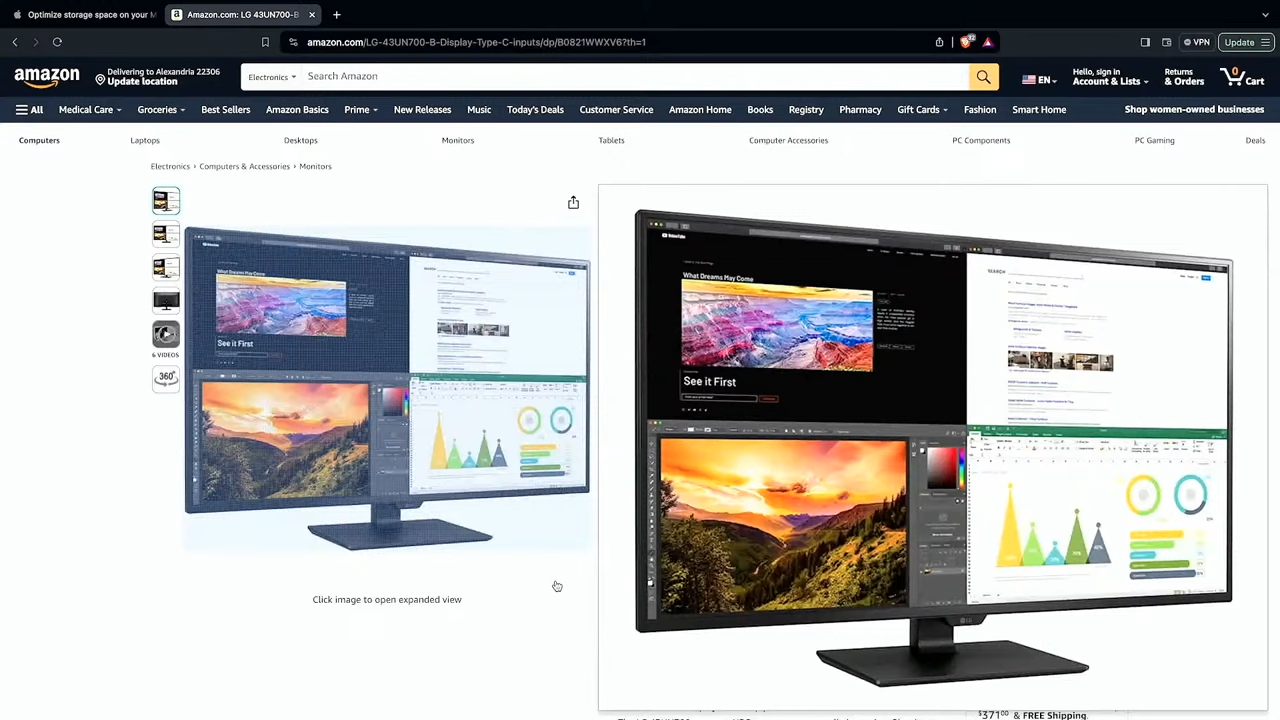 Optimize storage space on your M
Amazon.com: LG 43UN700-B
amazon.com/LG-43UN700-B-Display-Type-C-inputs/dp/B0821WWXV6?th=1
VPN
Update
amazon
Delivering to Alexandria 22306
Update location
Electronics
Search Amazon
EN
Hello, sign in
Account & Lists
Returns
& Orders
0
Cart
All
Medical Care
Groceries
Best Sellers
Amazon Basics
Prime
New Releases
Music
Today's Deals
Customer Service
Amazon Home
Books
Registry
Pharmacy
Gift Cards
Fashion
Smart Home
Shop women-owned businesses
Computers
Laptops
Desktops
Monitors
Tablets
Computer Accessories
PC Components
PC Gaming
Deals
Electronics › Computers & Accessories › Monitors
6 VIDEOS
360°
What Dreams May Come
See it First
Click image to open expanded view
What Dreams May Come
See it First
SEARCH
LG
$37100 & FREE Shipping.